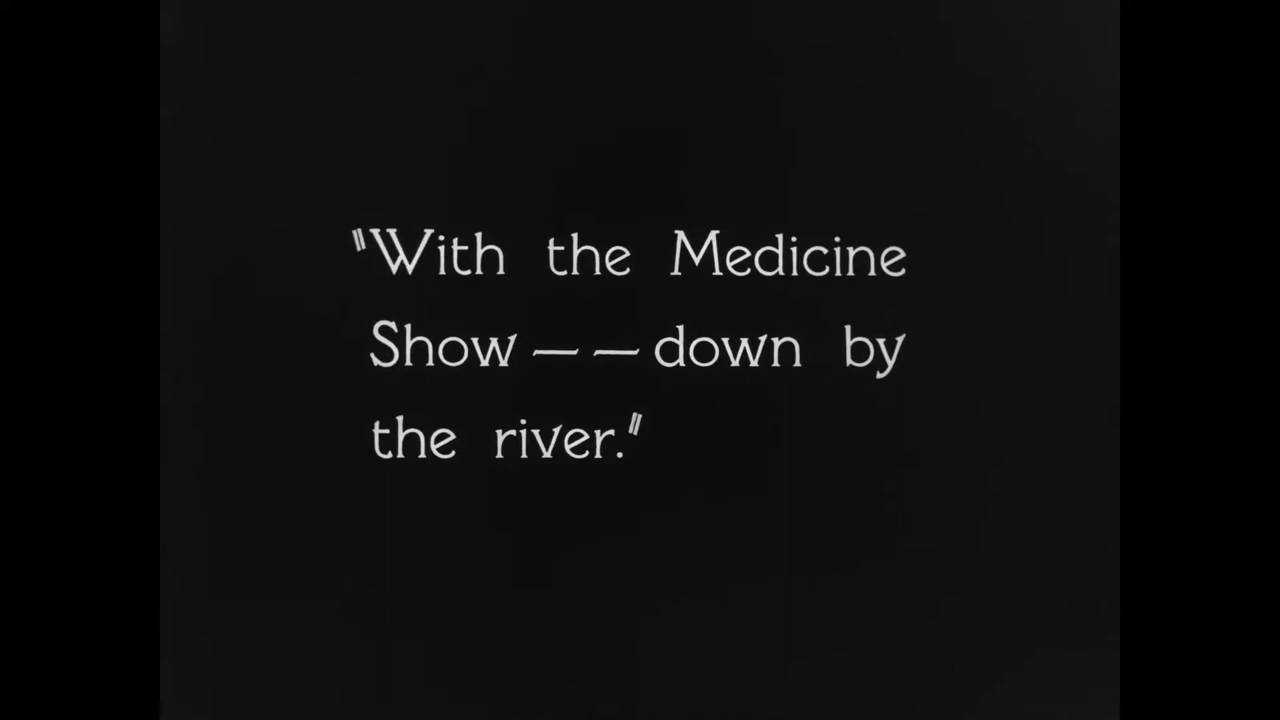 "With the Medicine
Show — — down by
the river."